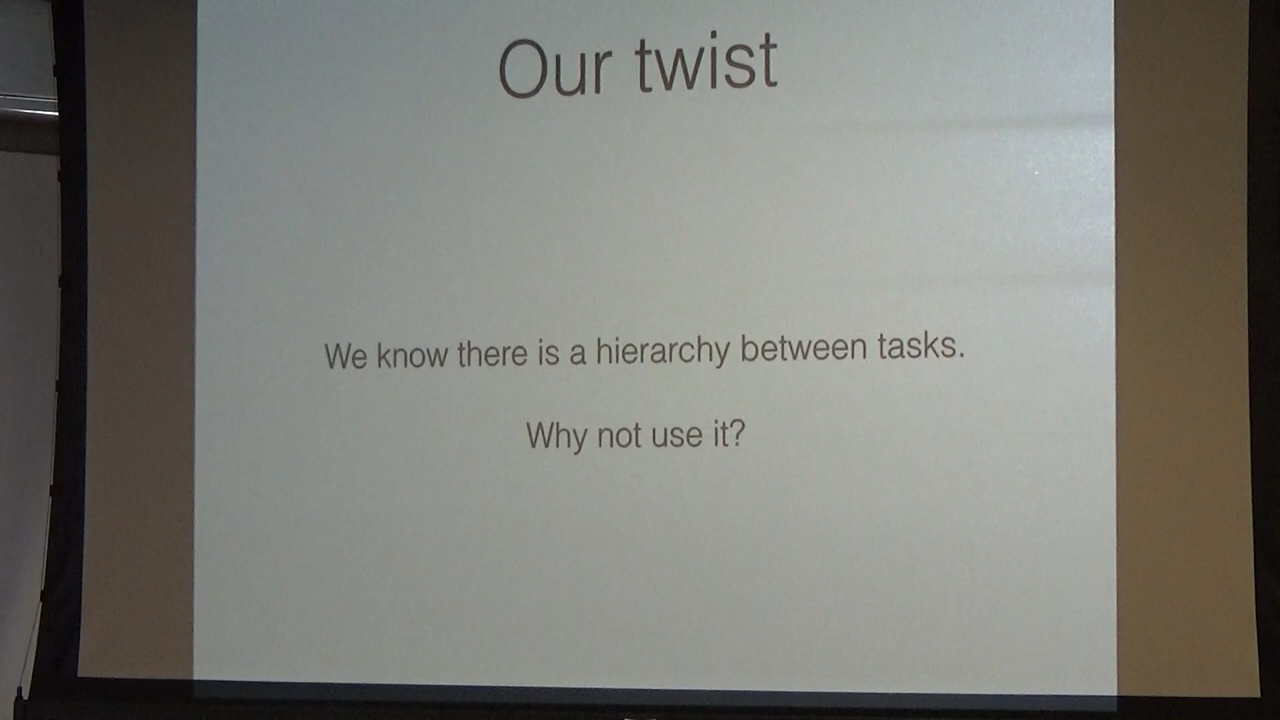 Our twist
We know there is a hierarchy between tasks.
Why not use it?